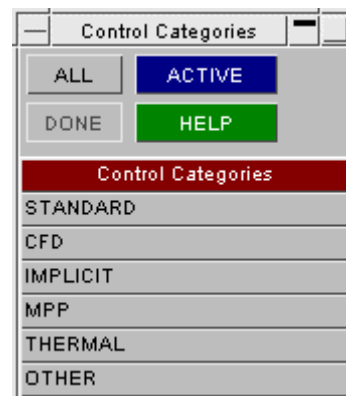 Control Categories
ALL ACTIVE
DONE HELP
Control Categories
STANDARD
CFD
IMPLICIT
MPP
THERMAL
OTHER